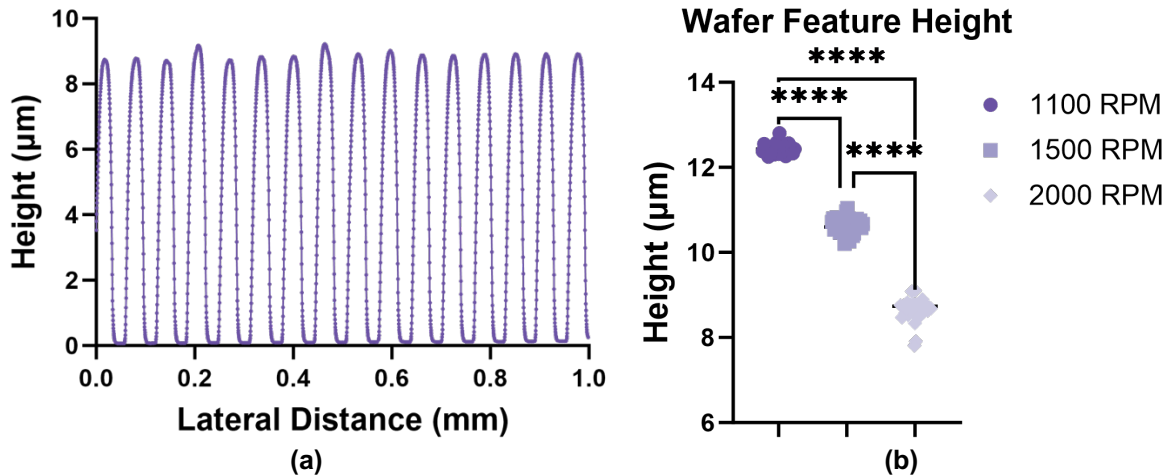 10
8
6
4
2
0
Height (µm)
0.0 0.2 0.4 0.6 0.8 1.0
Lateral Distance (mm)
(a)
Wafer Feature Height
****
****
****
14
12
10
8
6
Height (µm)
1100 RPM
1500 RPM
2000 RPM
(b)